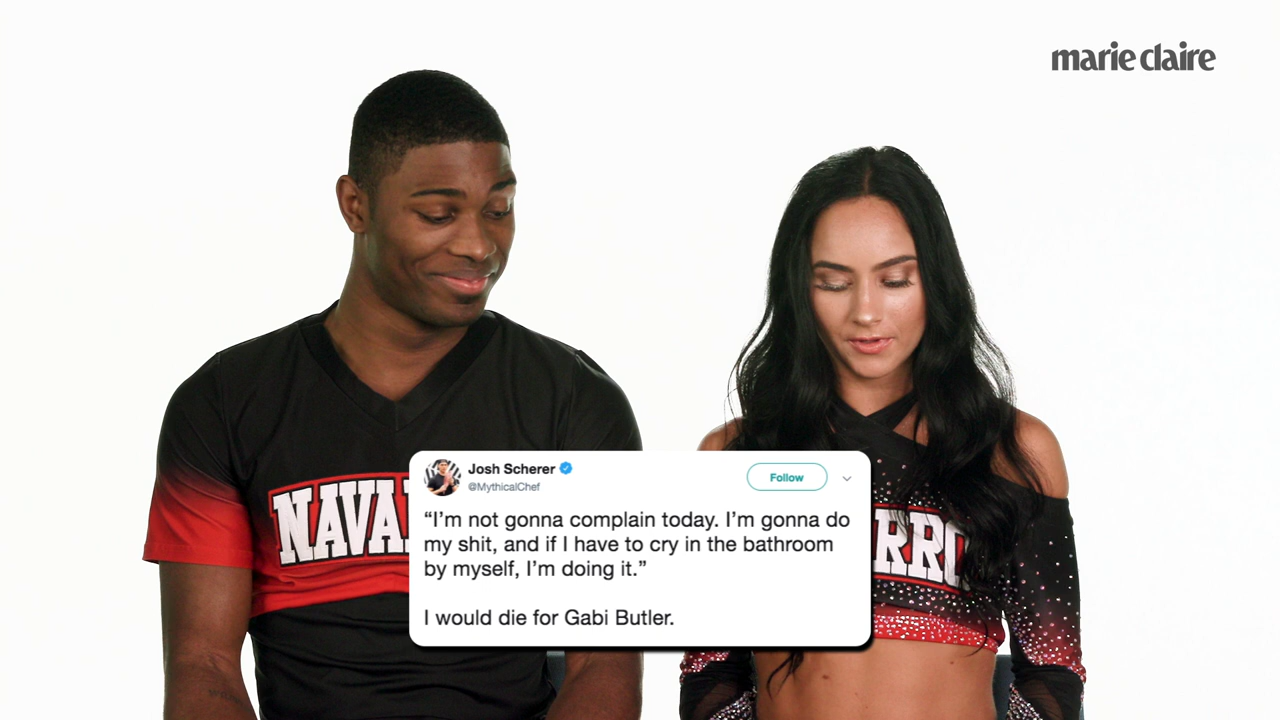 marie claire
Josh Scherer
@MythicalChef
Follow
“I’m not gonna complain today. I’m gonna do
my shit, and if I have to cry in the bathroom
by myself, I’m doing it.”
I would die for Gabi Butler.
NAVA
RRO